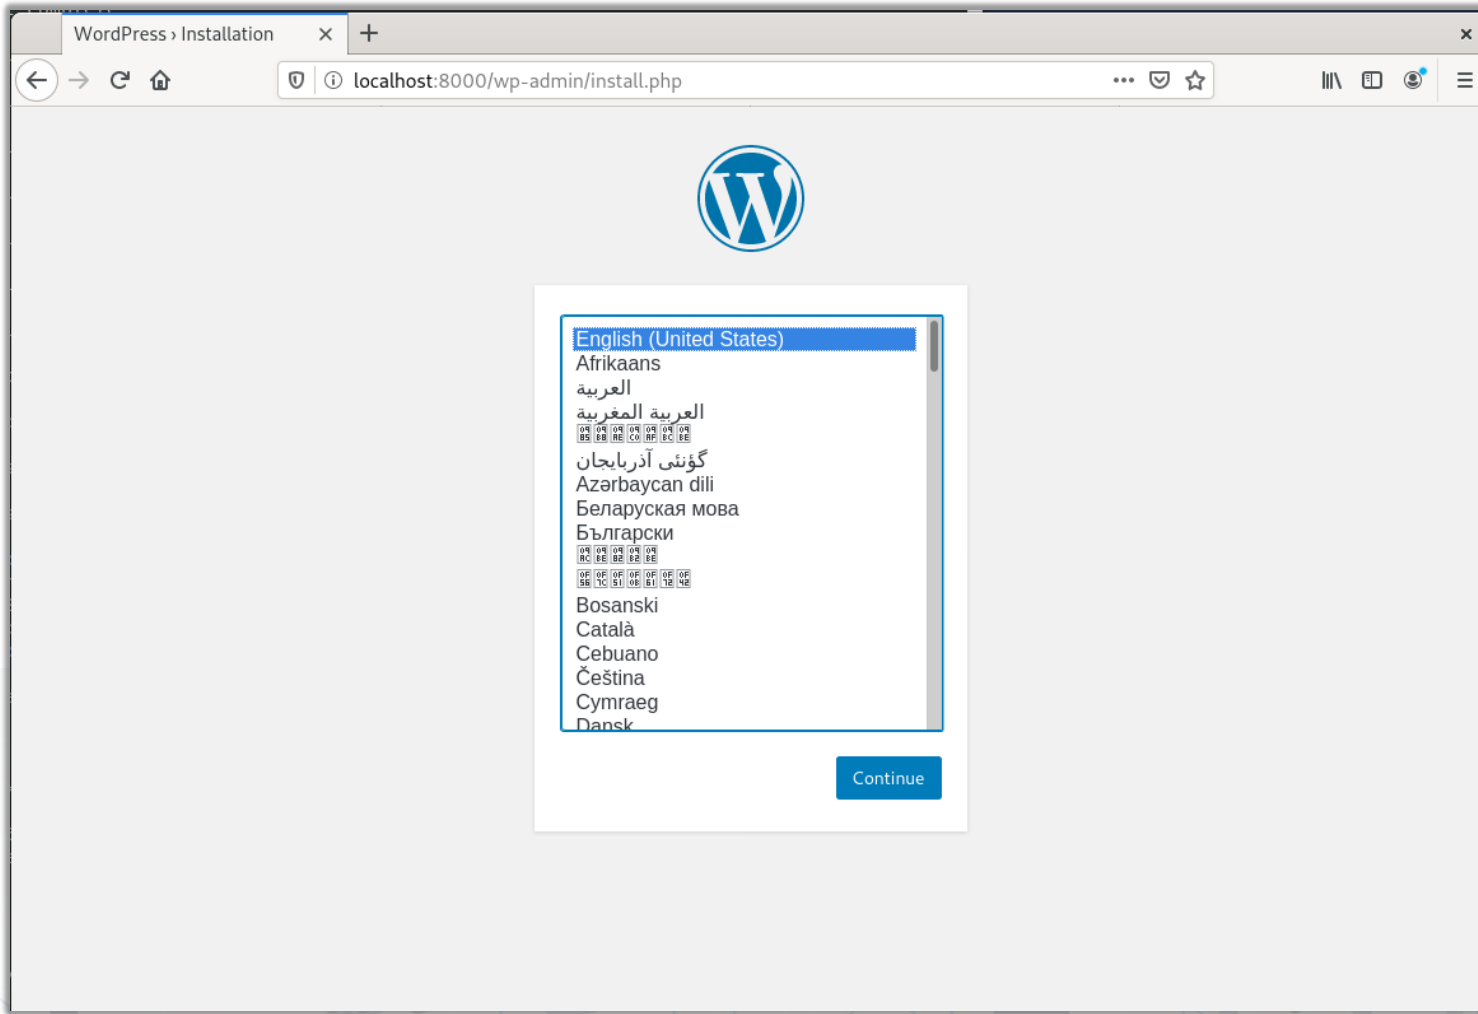 WordPress › Installation
localhost:8000/wp-admin/install.php
English (United States)
Afrikaans
العربية
العربية المغربية
گؤنئی آذربایجان
Azərbaycan dili
Беларуская мова
Български
Bosanski
Català
Cebuano
Čeština
Cymraeg
Dansk
Continue